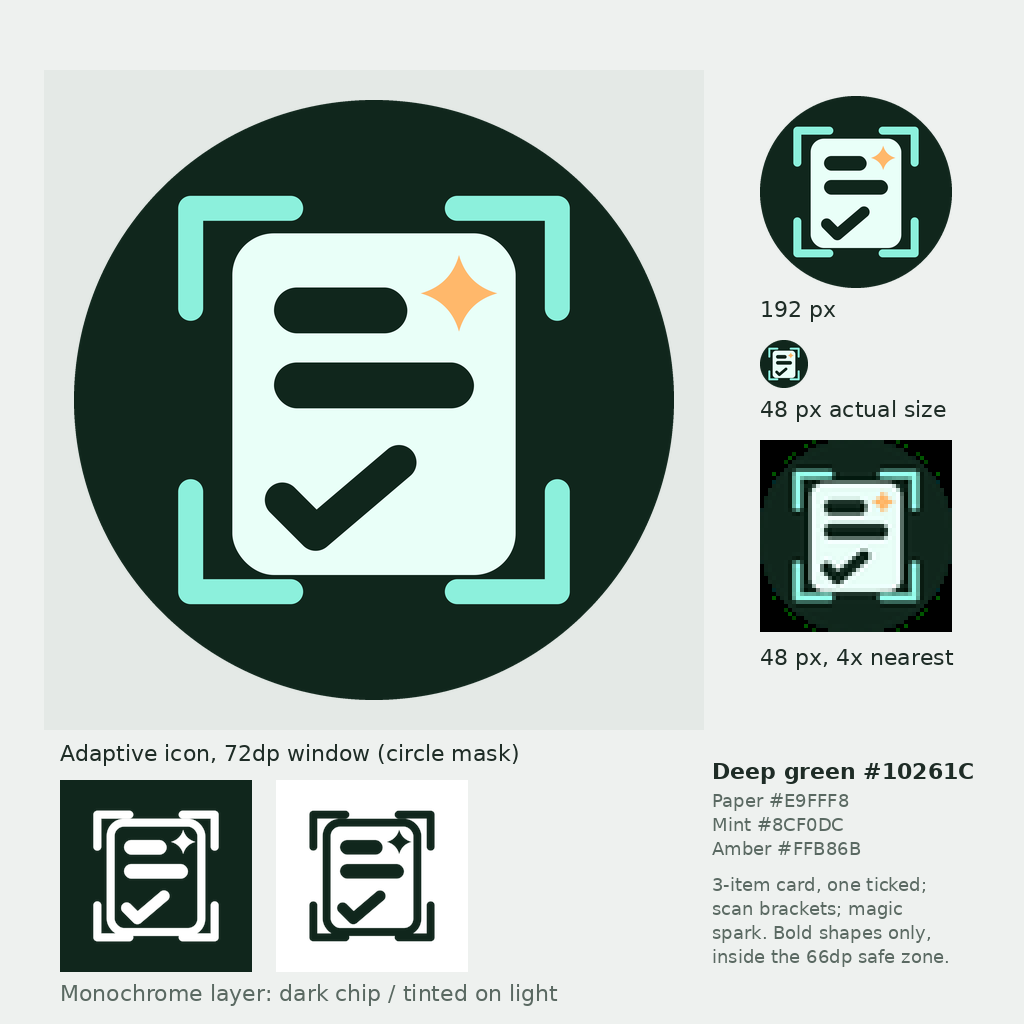 192 px
48 px actual size
48 px, 4x nearest
Adaptive icon, 72dp window (circle mask)
Deep green #10261C
Paper #E9FFF8
Mint #8CF0DC
Amber #FFB86B
3-item card, one ticked;
scan brackets; magic
spark. Bold shapes only,
inside the 66dp safe zone.
Monochrome layer: dark chip / tinted on light